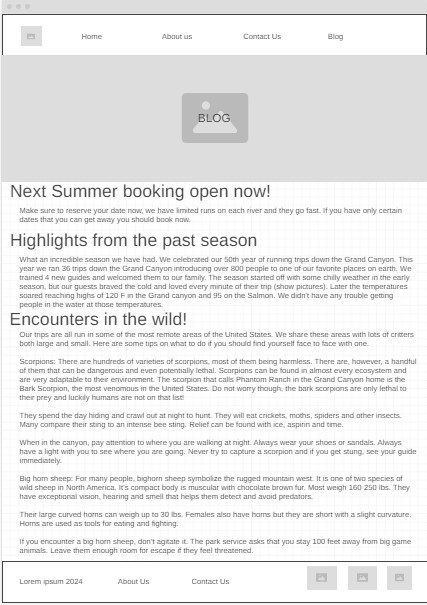 Home About us Contact Us Blog
BLOG
Next Summer booking open now!
Make sure to reserve your date now, we have limited runs on each river and they go fast. If you have only certain
dates that you can get away you should book now.
Highlights from the past season
What an incredible season we have had. We celebrated our 50th year of running trips down the Grand Canyon. This
year we ran 36 trips down the Grand Canyon introducing over 800 people to one of our favorite places on earth. We
trained 4 new guides and welcomed them to our family. The season started off with some chilly weather in the early
season, but our guests braved the cold and loved every minute of their trip (show pictures). Later the temperatures
soared reaching highs of 120 F in the Grand canyon and 95 on the Salmon. We didn't have any trouble getting
people in the water at those temperatures.
Encounters in the wild!
Our trips are all run in some of the most remote areas of the United States. We share these areas with lots of critters
both large and small. Here are some tips on what to do if you should find yourself face to face with one.
Scorpions: There are hundreds of varieties of scorpions, most of them being harmless. There are, however, a handful
of them that can be dangerous and even potentially lethal. Scorpions can be found in almost every ecosystem and
are very adaptable to their environment. The scorpion that calls Phantom Ranch in the Grand Canyon home is the
Bark Scorpion, the most venomous in the United States. Do not worry though, the bark scorpions are only lethal to
their prey and luckily humans are not on that list!
They spend the day hiding and crawl out at night to hunt. They will eat crickets, moths, spiders and other insects.
Many compare their sting to an intense bee sting. Relief can be found with ice, aspirin and time.
When in the canyon, pay attention to where you are walking at night. Always wear your shoes or sandals. Always
have a light with you to see where you are going. Never try to capture a scorpion and if you get stung, see your guide
immediately.
Big horn sheep: For many people, bighorn sheep symbolize the rugged mountain west. It is one of two species of
wild sheep in North America. It's compact body is muscular with chocolate brown fur. Most weigh 160 250 lbs. They
have exceptional vision, hearing and smell that helps them detect and avoid predators.
Their large curved horns can weigh up to 30 lbs. Females also have horns but they are short with a slight curvature.
Horns are used as tools for eating and fighting.
If you encounter a big horn sheep, don't agitate it. The park service asks that you stay 100 feet away from big game
animals. Leave them enough room for escape if they feel threatened.
Lorem ipsum 2024 About Us Contact Us